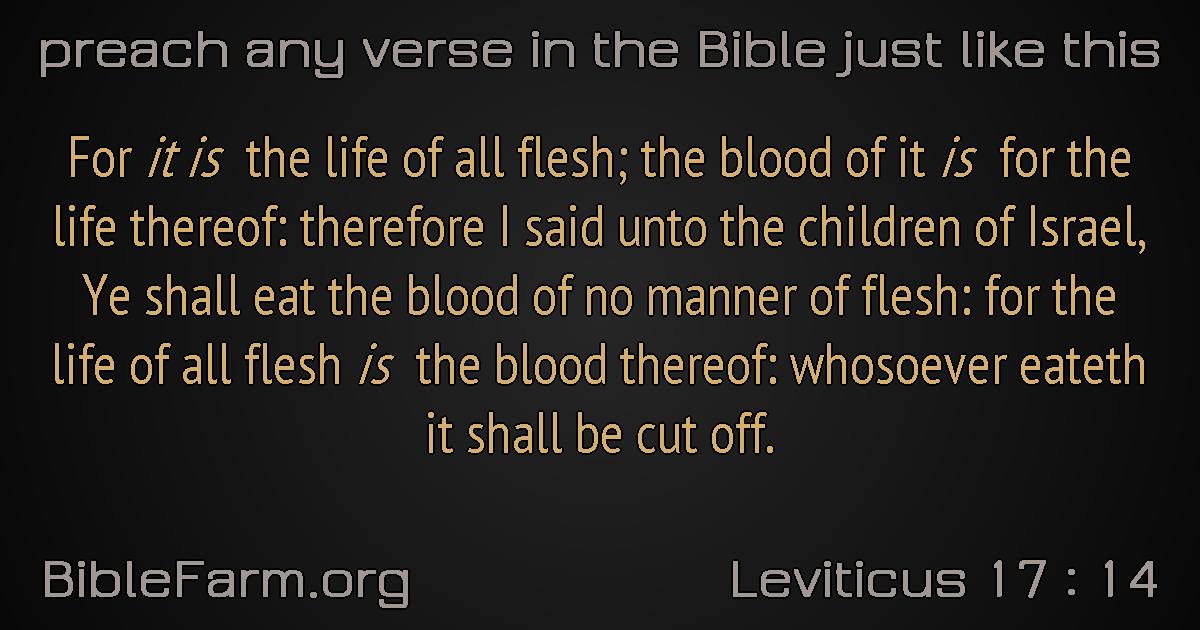 preach any verse in the Bible just like this
For it is the life of all flesh; the blood of it is for the
life thereof: therefore I said unto the children of Israel,
Ye shall eat the blood of no manner of flesh: for the
life of all flesh is the blood thereof: whosoever eateth
it shall be cut off.
BibleFarm.org
Leviticus 17 : 14